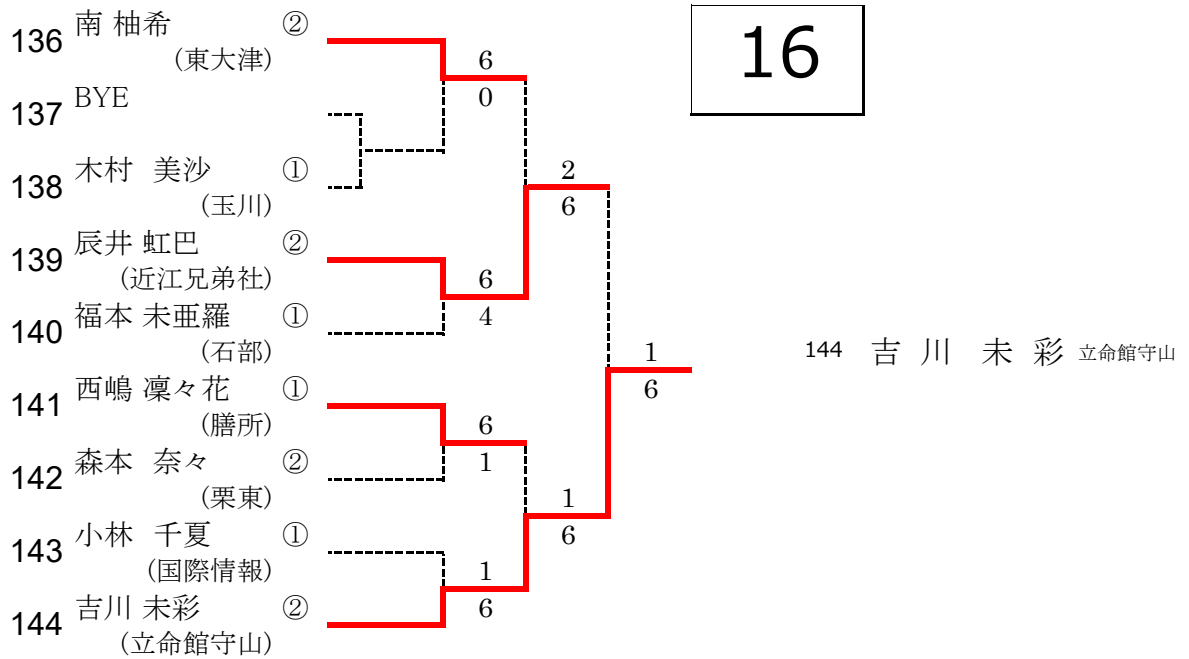 136 南 柚希 ②
(東大津)
137 BYE
138 木村 美沙 ①
(玉川)
139 辰井 虹巴 ②
(近江兄弟社)
140 福本 未亜羅 ①
(石部)
141 西嶋 凜々花 ①
(膳所)
142 森本 奈々 ②
(栗東)
143 小林 千夏 ①
(国際情報)
144 吉川 未彩 ②
(立命館守山)
6
0
6
4
6
1
1
6
2
6
1
6
1
6
16
144 吉 川 未 彩 立命館守山